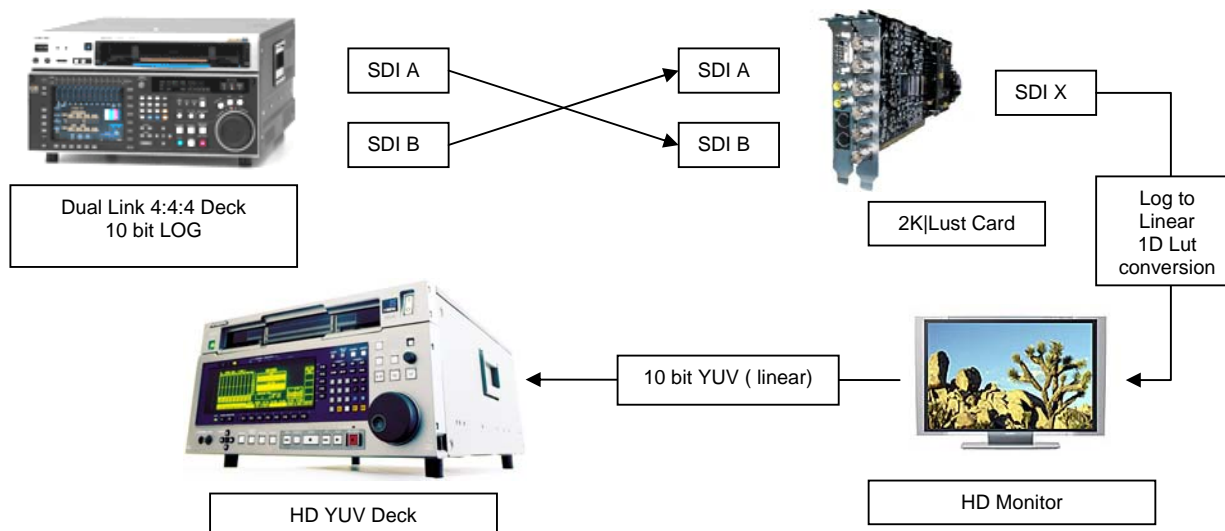 SDI A
SDI A
SDI X
SDI B
SDI B
Dual Link 4:4:4 Deck
10 bit LOG
2K|Lust Card
Log to
Linear
1D Lut
conversion
10 bit YUV ( linear)
HD YUV Deck
HD Monitor